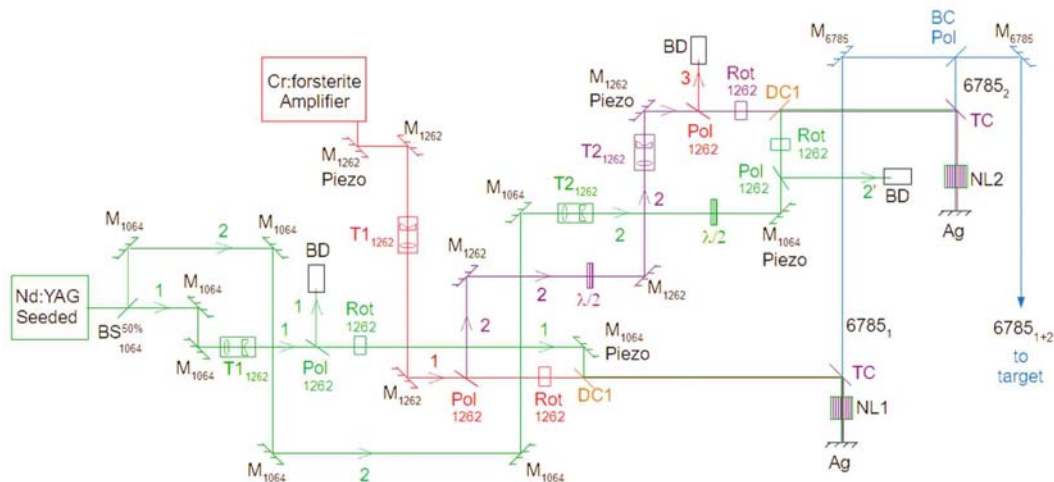 M6785
BC
Pol
M6785
BD
Cr:forsterite
Amplifier
M1262
Piezo
3
Rot
1262
DC1
67852
TC
Pol
1262
M1262
M1262
Piezo
T21262
Rot
1262
Pol
1262
NL2
T21262
M1064
2'
BD
Ag
M1064
2
M1064
T11262
2
2
λ/2
M1064
Piezo
BD
M1262
Nd:YAG
Seeded
1
M1064
1
Rot
1262
2
λ/2
M1262
67851
67851+2
to
target
BS50%1064
1
2
1
M1064
Piezo
M1064
T11262
Pol
1262
1
TC
M1262
Pol
1262
Rot
1262
DC1
NL1
M1064
2
M1064
Ag